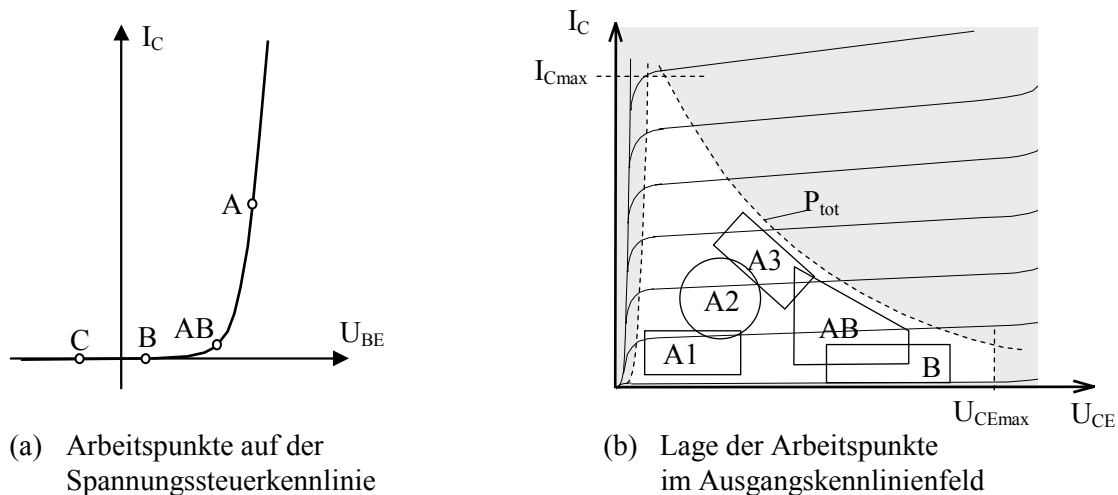 I_C
A
AB
C
B
U_BE
(a) Arbeitspunkte auf der
Spannungssteuerkennlinie
I_C
I_Cmax
P_tot
A3
A2
AB
A1
B
U_CEmax
U_CE
(b) Lage der Arbeitspunkte
im Ausgangskennlinienfeld